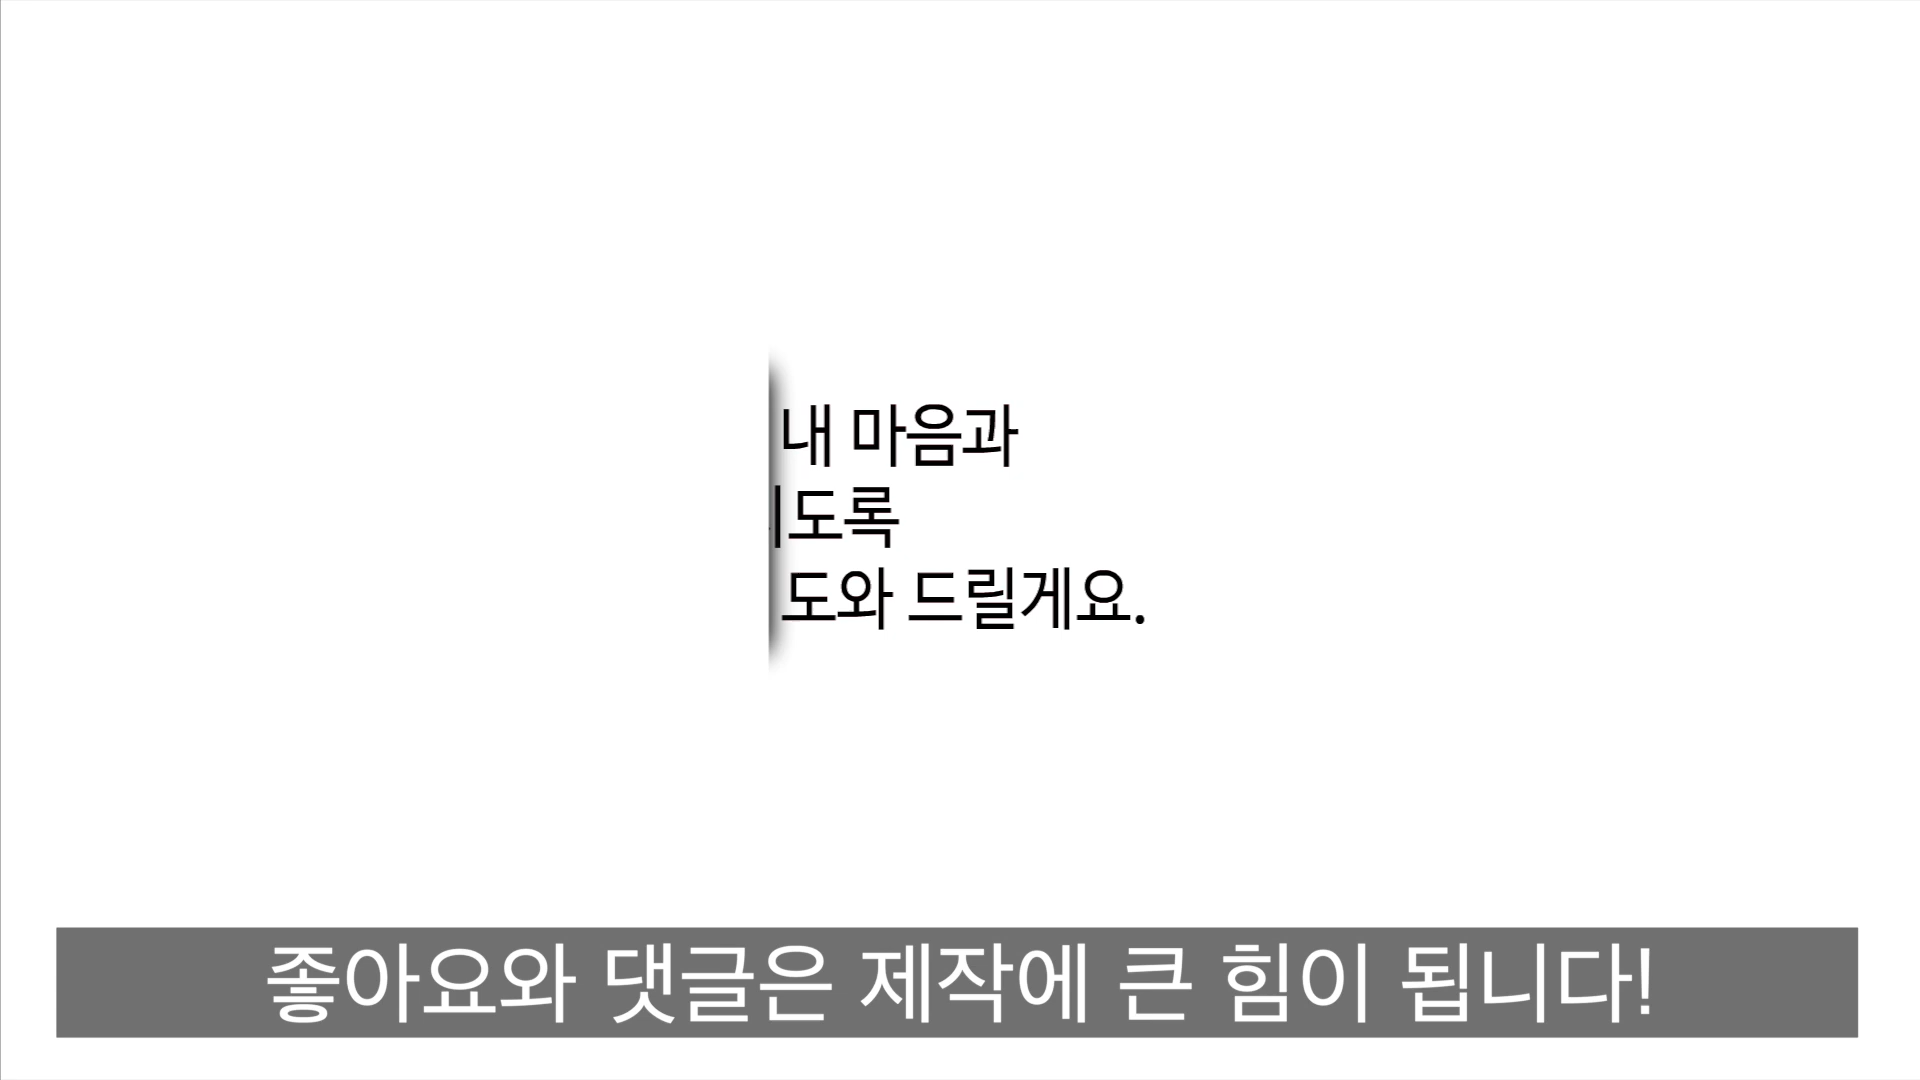 내 마음과
도록
도와 드릴게요.
좋아요와 댓글은 제작에 큰 힘이 됩니다!